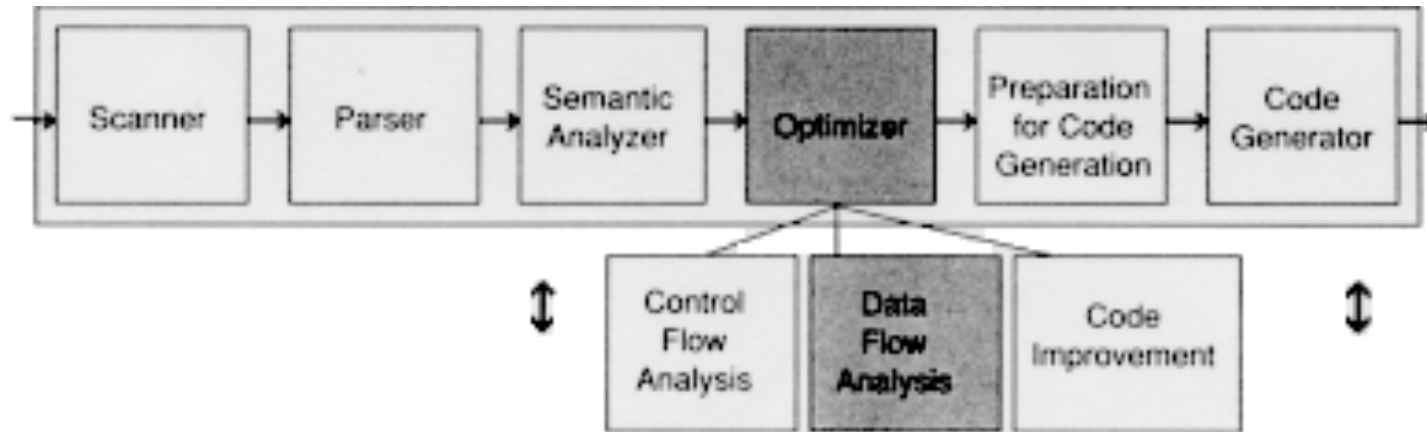 Scanner
Parser
Semantic
Analyzer
Optimizer
Preparation
for Code
Generation
Code
Generator
Control
Flow
Analysis
Data
Flow
Analysis
Code
Improvement